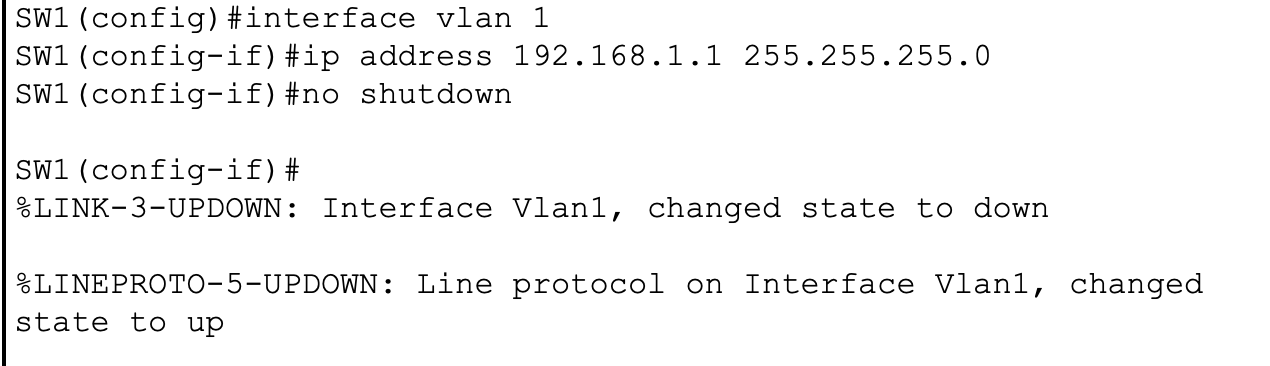 SW1(config)#interface vlan 1
SW1(config-if)#ip address 192.168.1.1 255.255.255.0
SW1(config-if)#no shutdown
SW1(config-if)#
%LINK-3-UPDOWN: Interface Vlan1, changed state to down
%LINEPROTO-5-UPDOWN: Line protocol on Interface Vlan1, changed
state to up